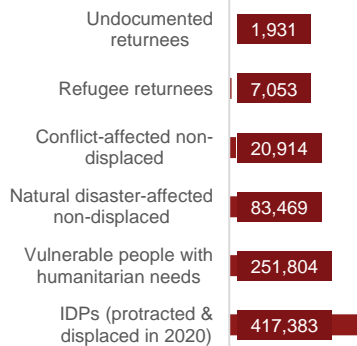 Undocumented
returnees
1,931
Refugee returnees
7,053
Conflict-affected non-
displaced
20,914
Natural disaster-affected
non-displaced
83,469
Vulnerable people with
humanitarian needs
251,804
IDPs (protracted &
displaced in 2020)
417,383